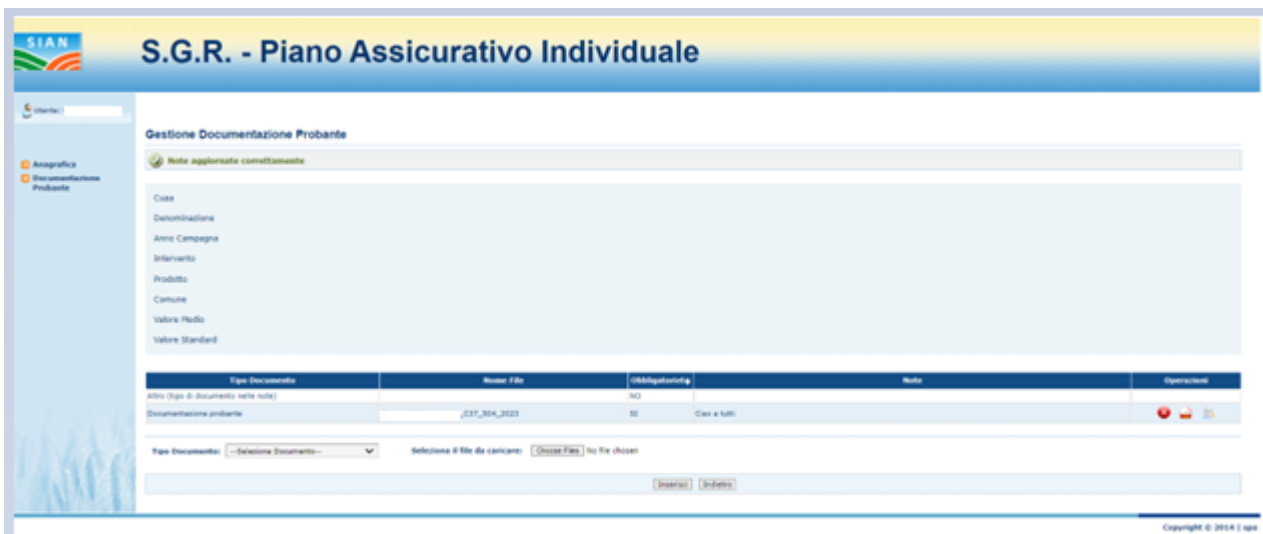 SIAN
S.G.R. - Piano Assicurativo Individuale
Utente:
Anagrafica
Documentazione
Probante
Gestione Documentazione Probante
Note aggiornate correttamente
Cuaa
Denominazione
Anno Campagna
Intervento
Prodotto
Comune
Valore Medio
Valore Standard
Tipo Documento Nome File Obbligatorietà Note Operazioni
Altro (tipo di documento nelle note) NO
Documentazione probante _C37_504_2023 SI Ciao a tutti
Tipo Documento: --Seleziona Documento-- Seleziona il file da caricare: Choose Files No file chosen
Inserisci Indietro
Copyright © 2014 | spa